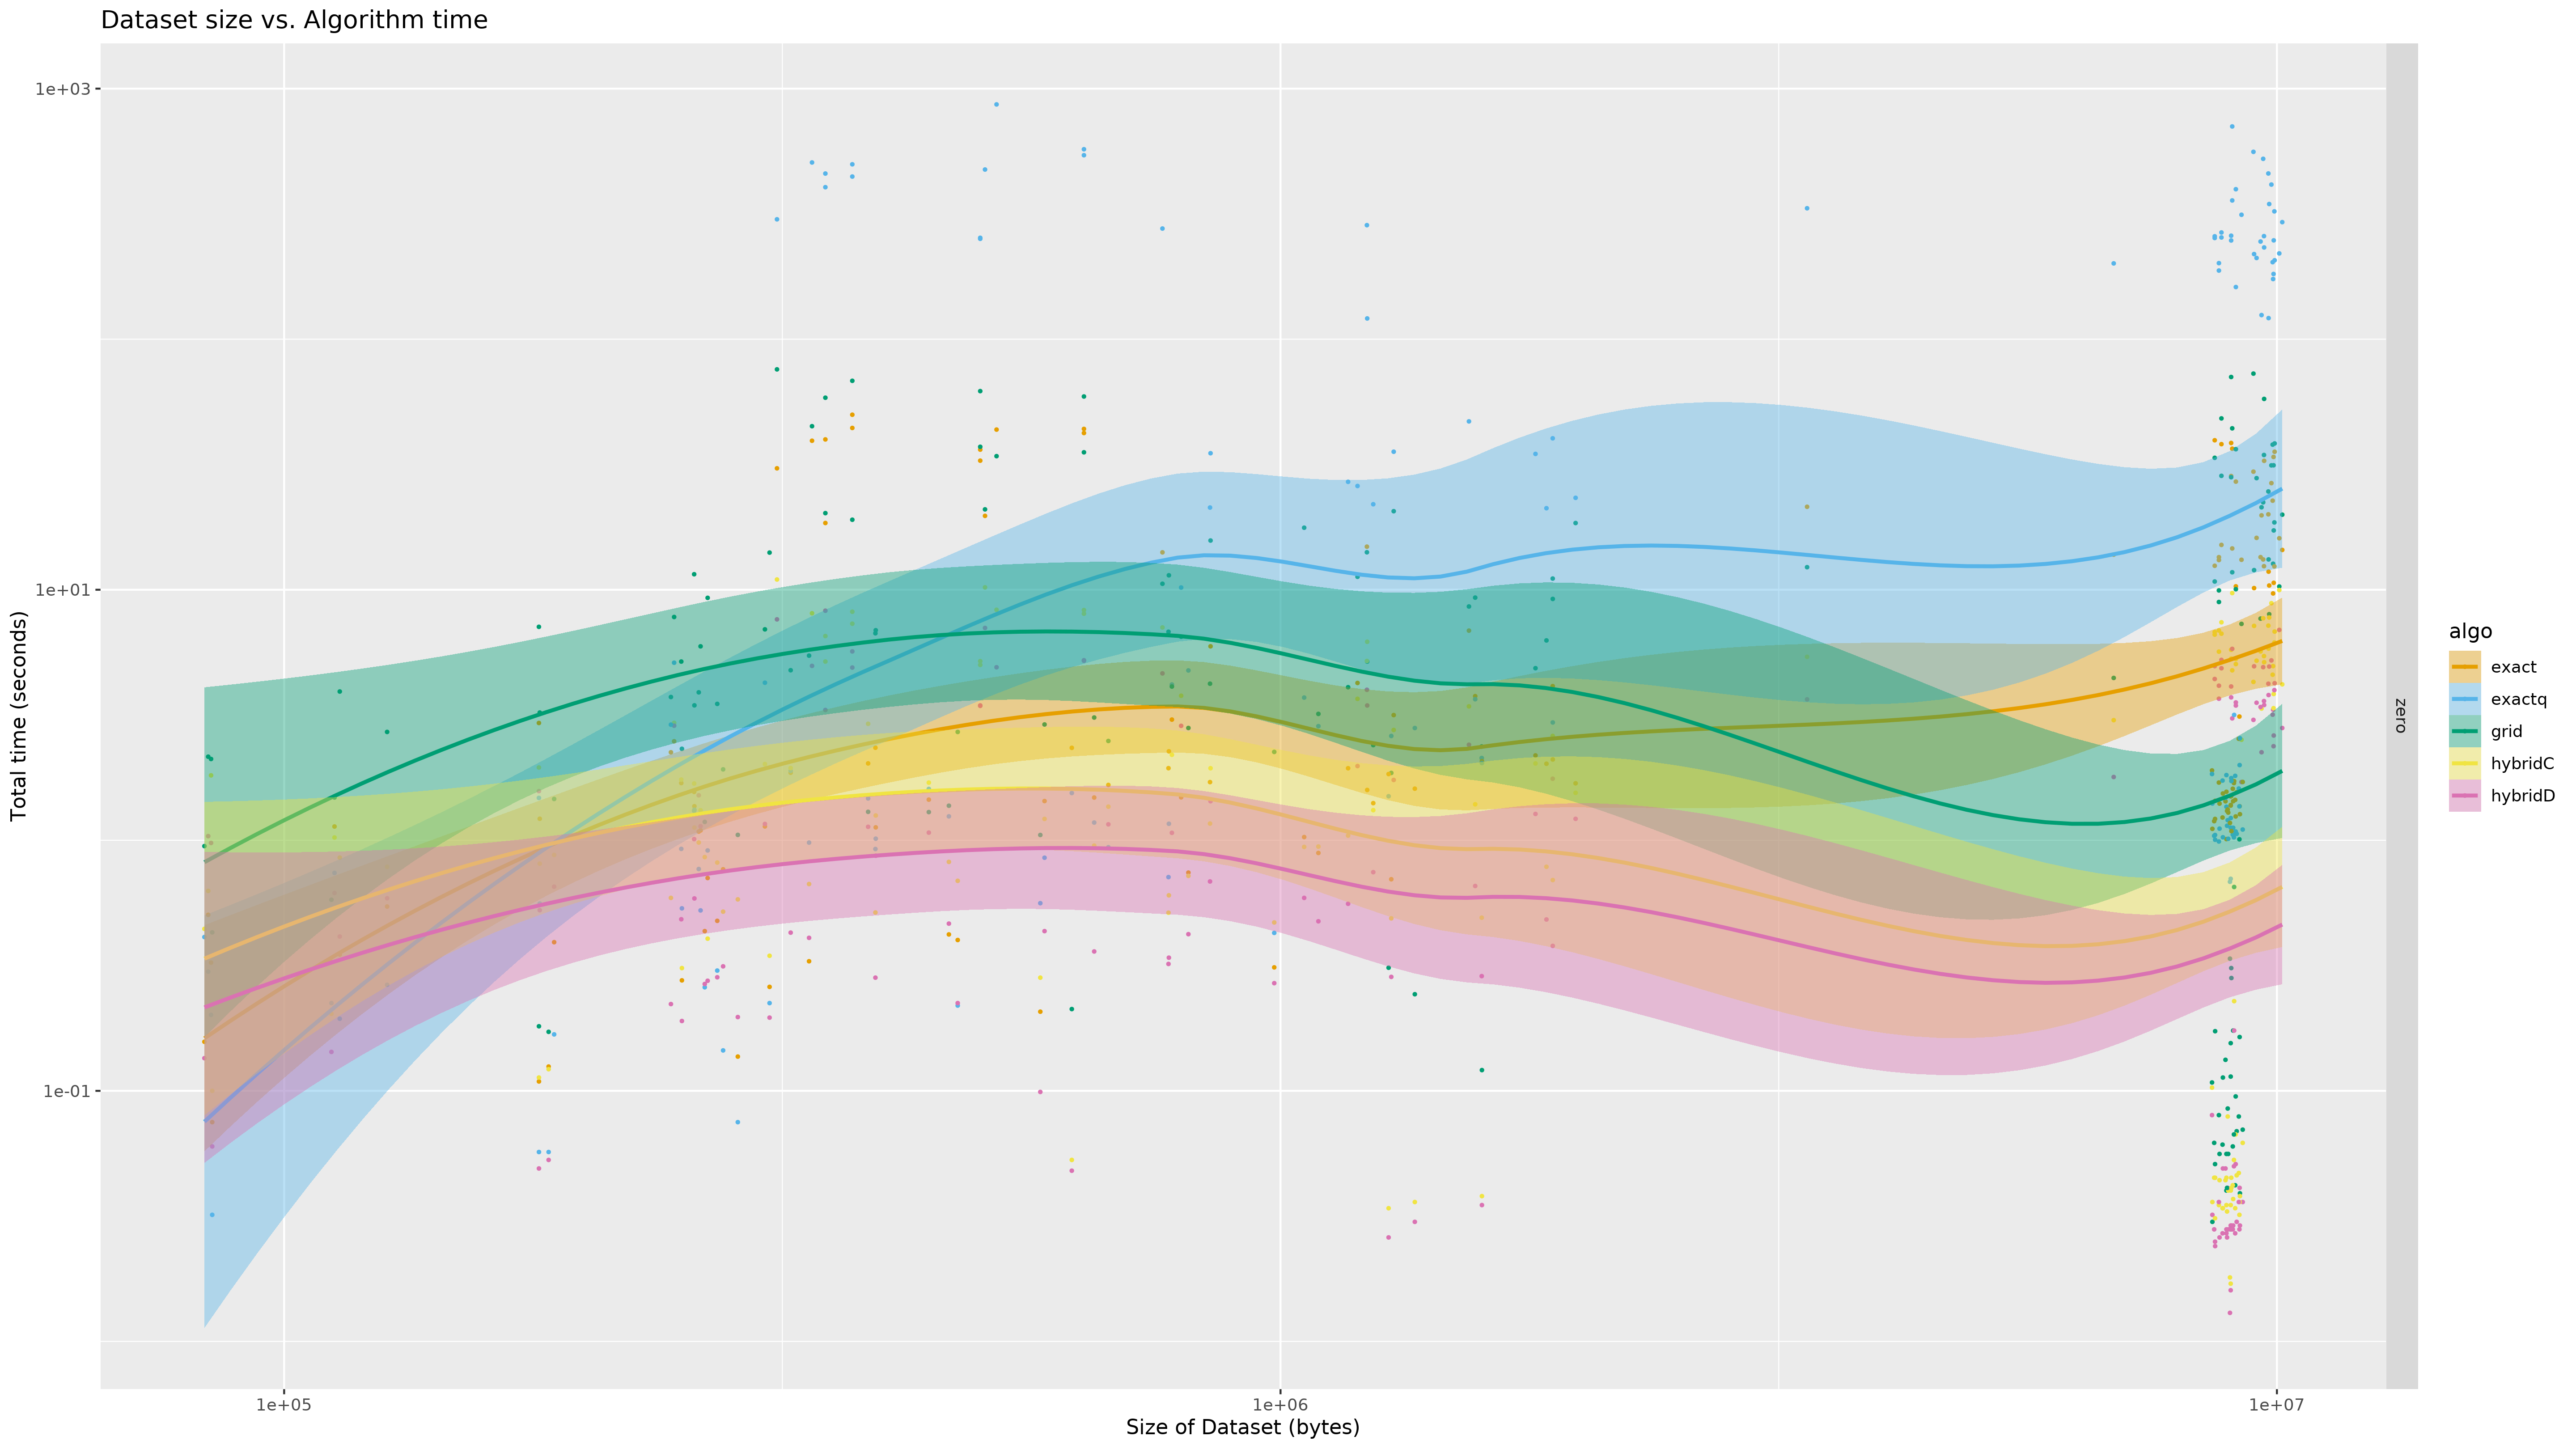 Dataset size vs. Algorithm time
1e+03
1e+01
1e-01
Total time (seconds)
1e+05
1e+06
1e+07
Size of Dataset (bytes)
zero
algo
exact
exactq
grid
hybridC
hybridD